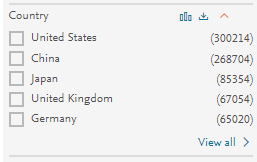 Country
United States (300214)
China (268704)
Japan (85354)
United Kingdom (67054)
Germany (65020)
View all